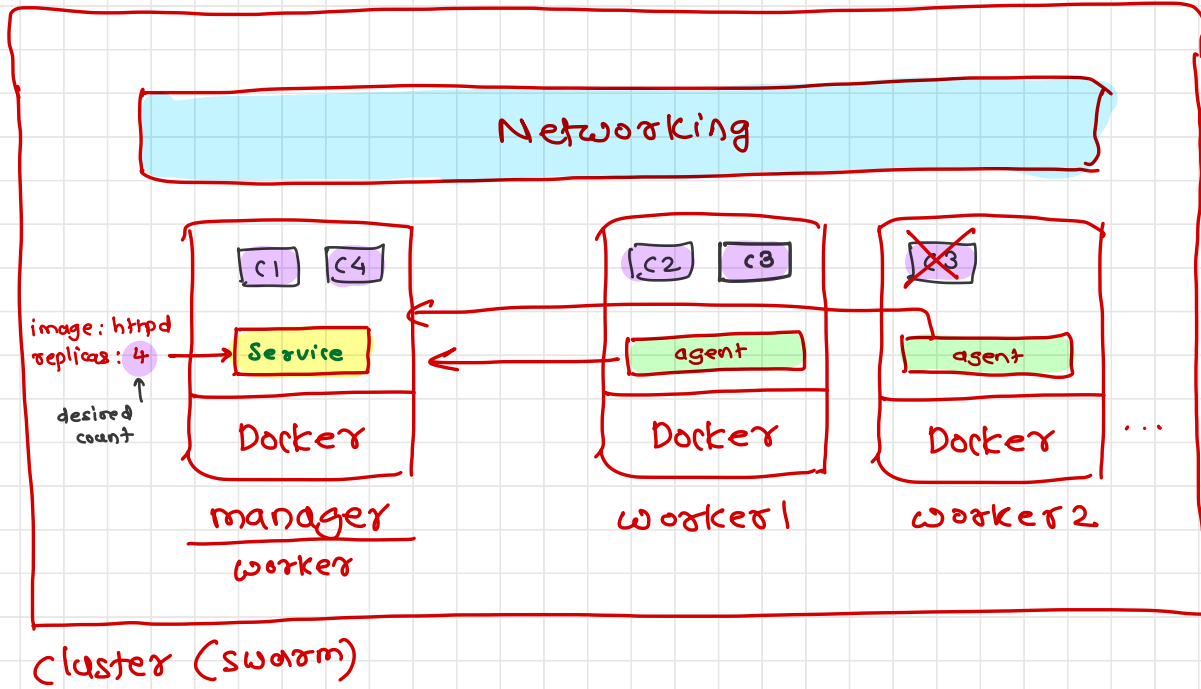 Networking
C1 C4
C2 C3
C3
image: httpd
replicas: 4
Service
agent
agent
desired
count
Docker
Docker
Docker
...
manager
worker
worker1
worker2
cluster (swarm)